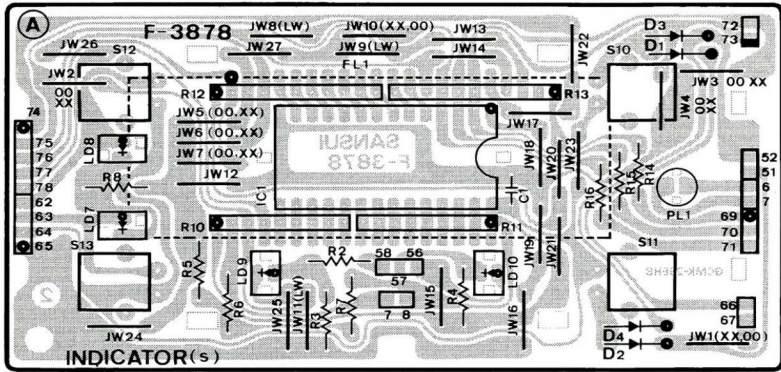 A
F-3878
JW8(LW)
JW10(XX,00)
JW13
D3
72
JW26
S12
JW27
JW9(LW)
JW14
JW22
S10
D1
73
FL1
JW2
00
XX
R12
R13
JW3 00 XX
JW4
00
XX
74
JW5(00.XX)
JW17
75
LD8
JW6(00.XX)
SANSUI
F-3878
JW18
JW20
JW23
76
JW7(00.XX)
52
77
R8
JW12
R16
R15
R14
51
78
IC1
C1
6
62
7
63
LD7
PL1
69
64
R10
R11
70
65
S13
JW19
JW21
S11
71
R5
LD9
R2
58
56
LD10
57
R6
JW25
JW11(LW)
R3
R7
7
8
JW15
R4
JW16
66
67
2
JW24
D4
D2
JW1(XX,00)
INDICATOR(s)